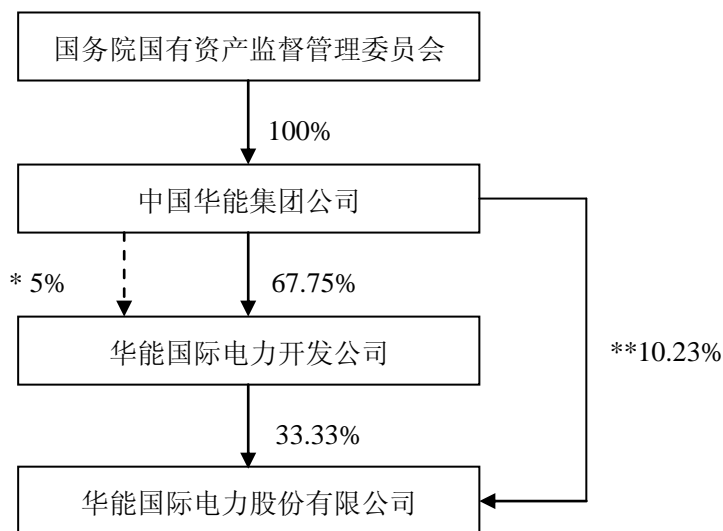 国务院国有资产监督管理委员会
100%
中国华能集团公司
* 5%
67.75%
华能国际电力开发公司
**10.23%
33.33%
华能国际电力股份有限公司